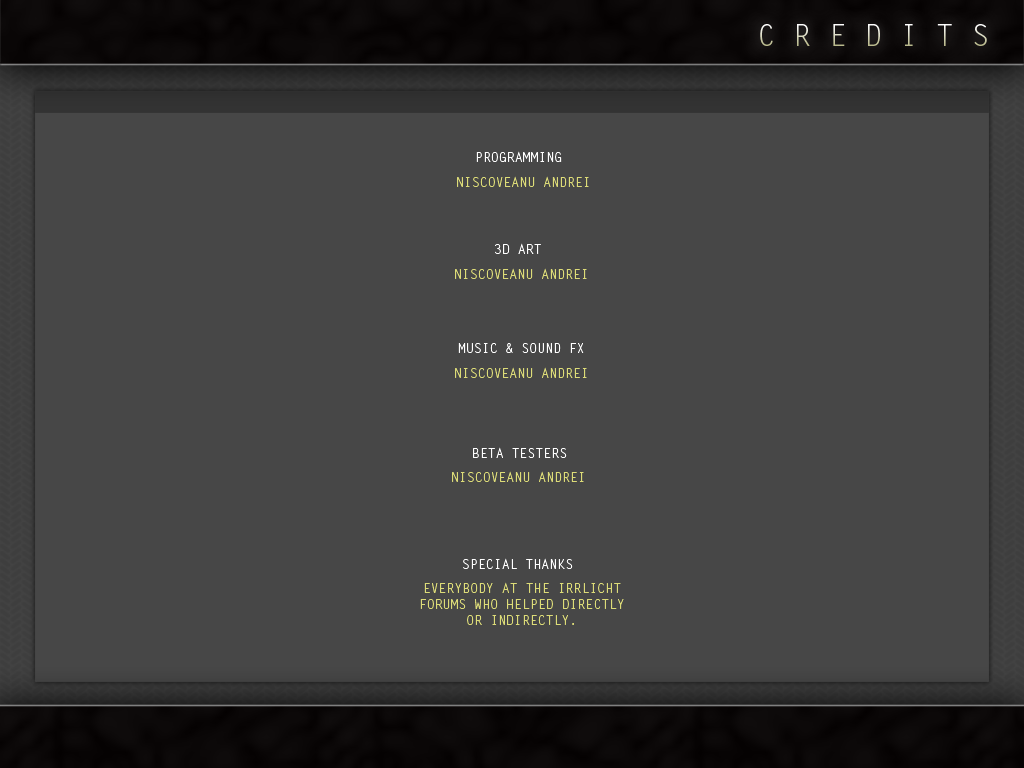 CREDITS
PROGRAMMING
NISCOVEANU ANDREI
3D ART
NISCOVEANU ANDREI
MUSIC & SOUND FX
NISCOVEANU ANDREI
BETA TESTERS
NISCOVEANU ANDREI
SPECIAL THANKS
EVERYBODY AT THE IRRLICHT
FORUMS WHO HELPED DIRECTLY
OR INDIRECTLY.